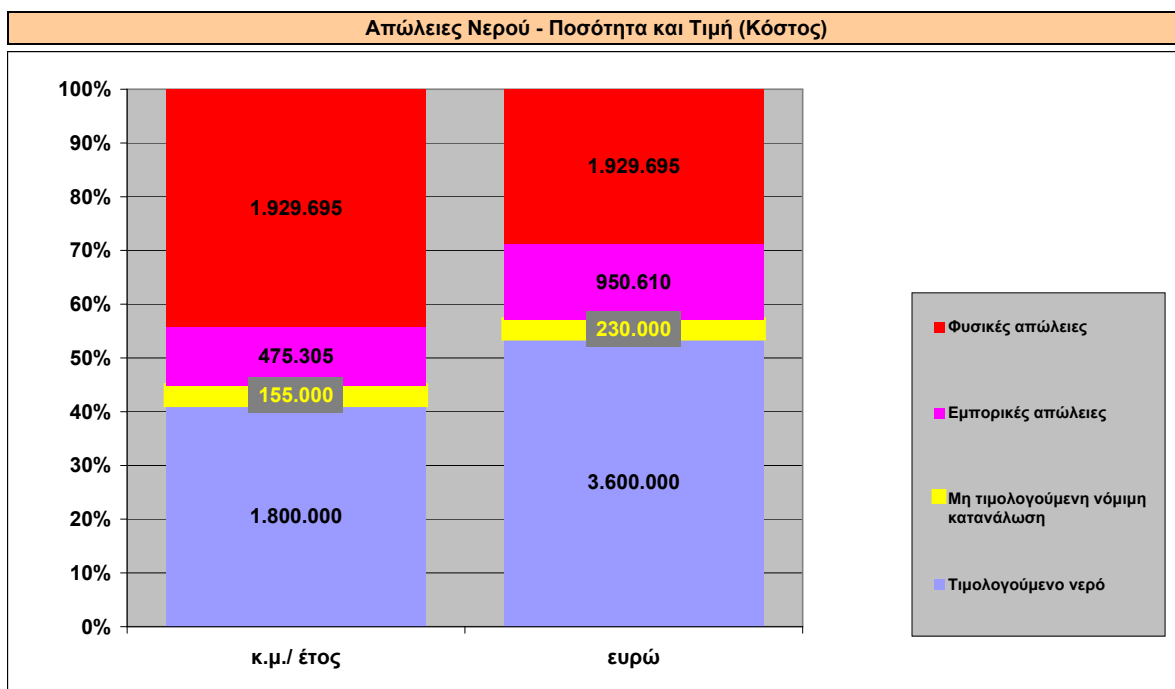 Απώλειες Νερού - Ποσότητα και Τιμή (Κόστος)
100%
90%
80%
70%
60%
50%
40%
30%
20%
10%
0%
1.929.695
475.305
155.000
1.800.000
1.929.695
950.610
230.000
3.600.000
κ.μ./ έτος
ευρώ
Φυσικές απώλειες
Εμπορικές απώλειες
Μη τιμολογούμενη νόμιμη
κατανάλωση
Τιμολογούμενο νερό